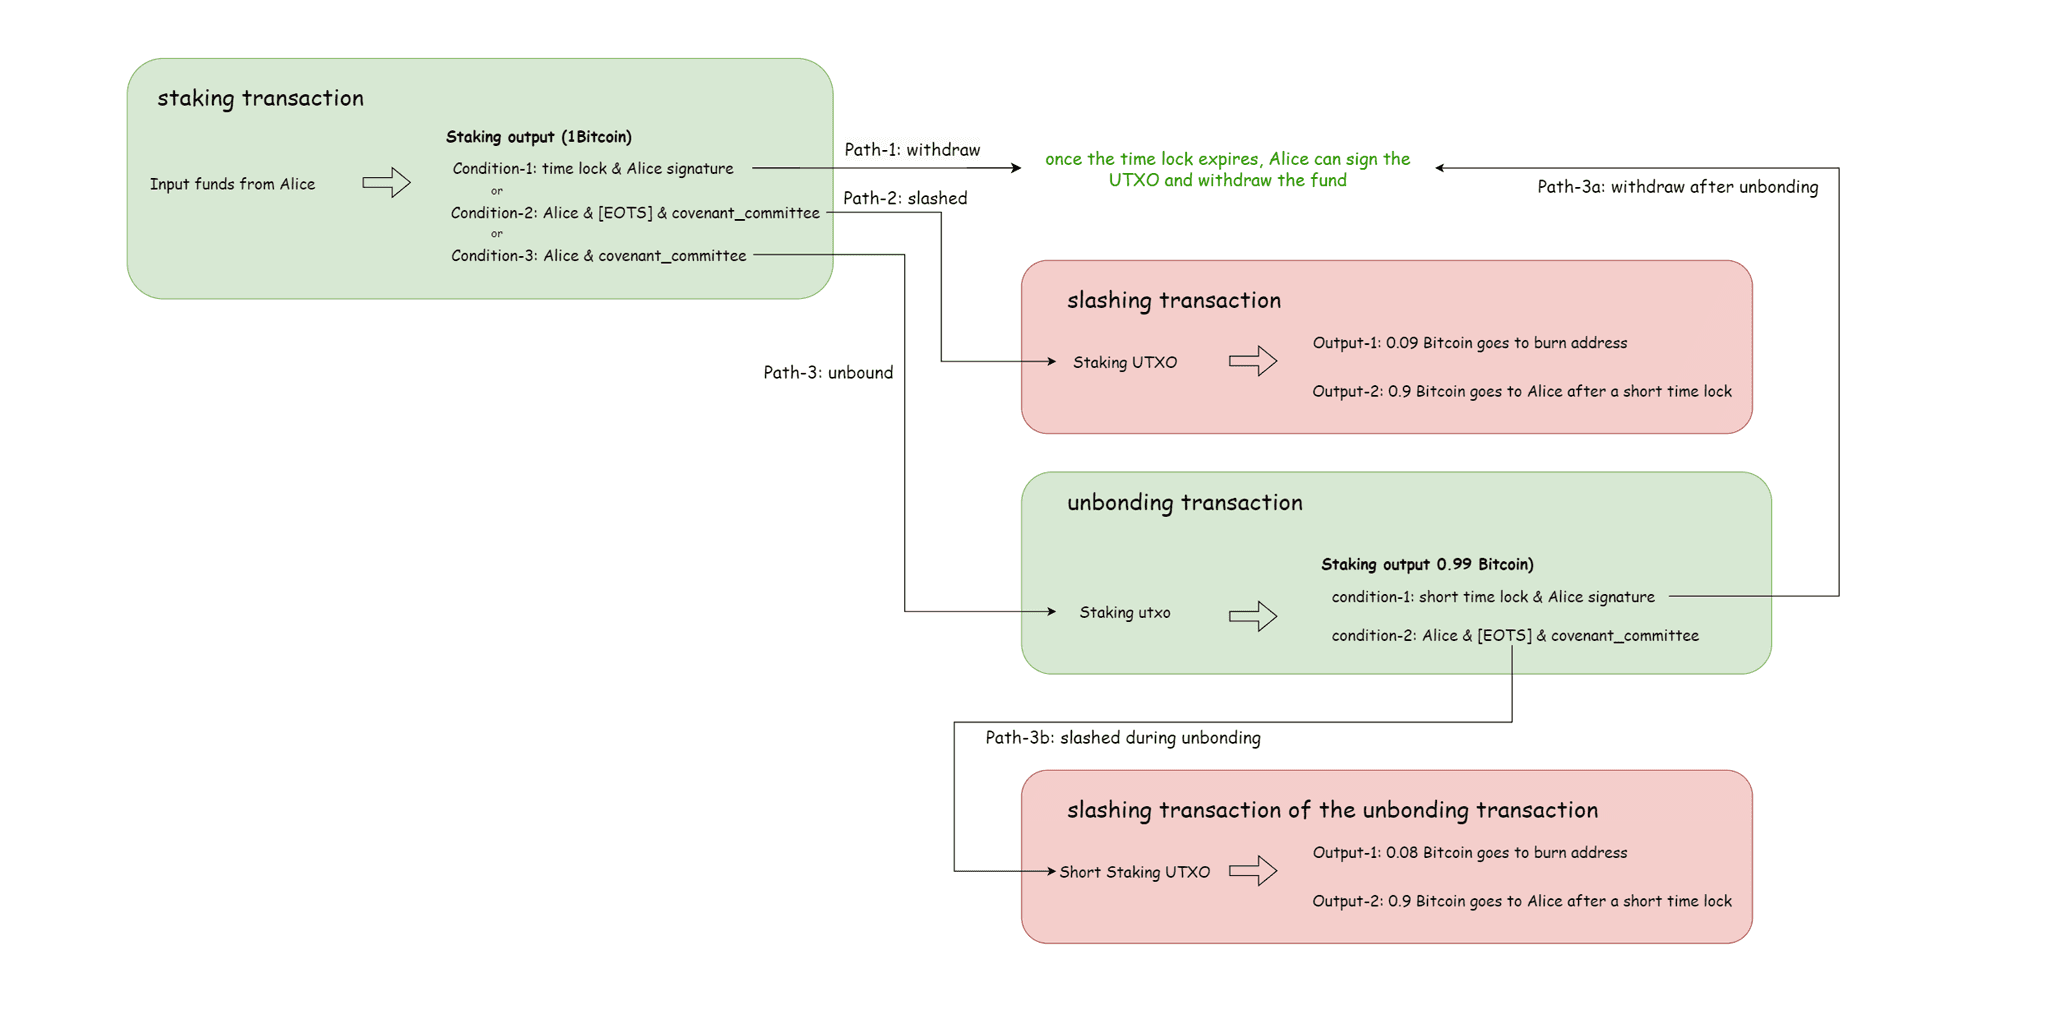 staking transaction
Staking output (1Bitcoin)
Input funds from Alice
Condition-1: time lock & Alice signature
or
Condition-2: Alice & [EOTS] & covenant_committee
or
Condition-3: Alice & covenant_committee
Path-1: withdraw
once the time lock expires, Alice can sign the
UTXO and withdraw the fund
Path-3a: withdraw after unbonding
Path-2: slashed
slashing transaction
Staking UTXO
Output-1: 0.09 Bitcoin goes to burn address
Output-2: 0.9 Bitcoin goes to Alice after a short time lock
Path-3: unbound
unbonding transaction
Staking output 0.99 Bitcoin)
Staking utxo
condition-1: short time lock & Alice signature
condition-2: Alice & [EOTS] & covenant_committee
Path-3b: slashed during unbonding
slashing transaction of the unbonding transaction
Short Staking UTXO
Output-1: 0.08 Bitcoin goes to burn address
Output-2: 0.9 Bitcoin goes to Alice after a short time lock